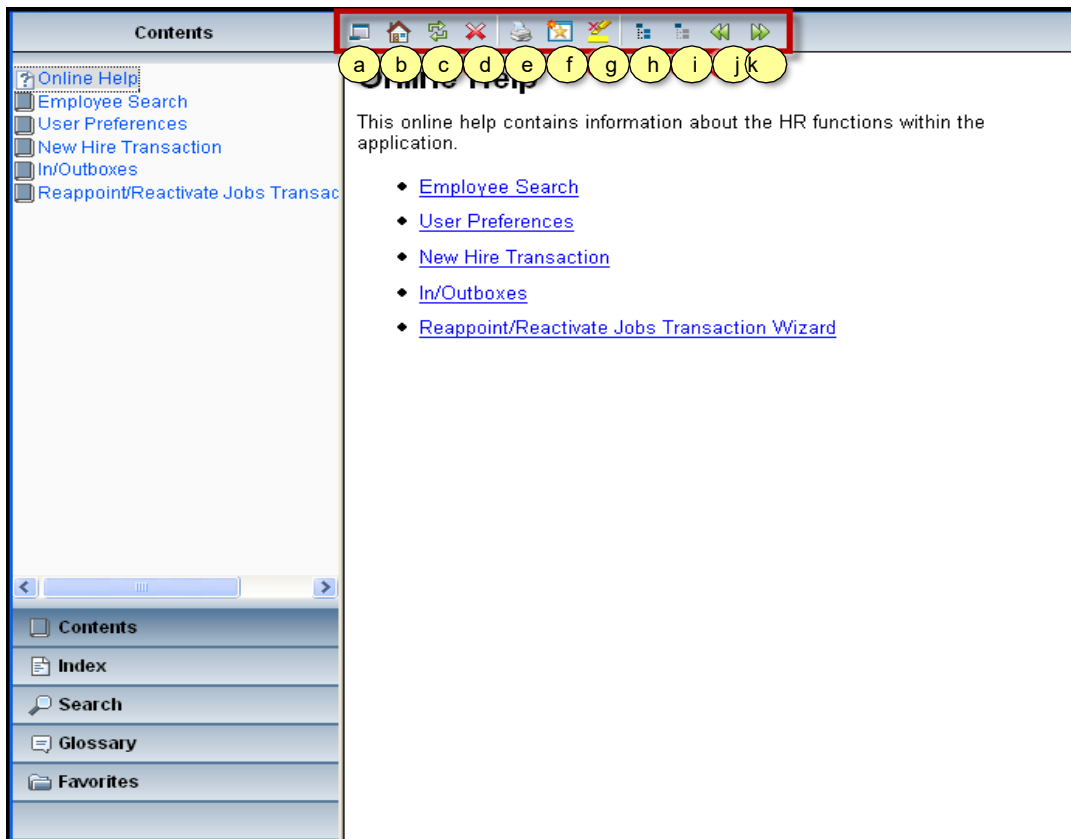 Contents
a b c d e f g h i j k
Online Help
Employee Search
User Preferences
New Hire Transaction
In/Outboxes
Reappoint/Reactivate Jobs Transac
Online Help
This online help contains information about the HR functions within the
application.
Employee Search
User Preferences
New Hire Transaction
In/Outboxes
Reappoint/Reactivate Jobs Transaction Wizard
Contents
Index
Search
Glossary
Favorites